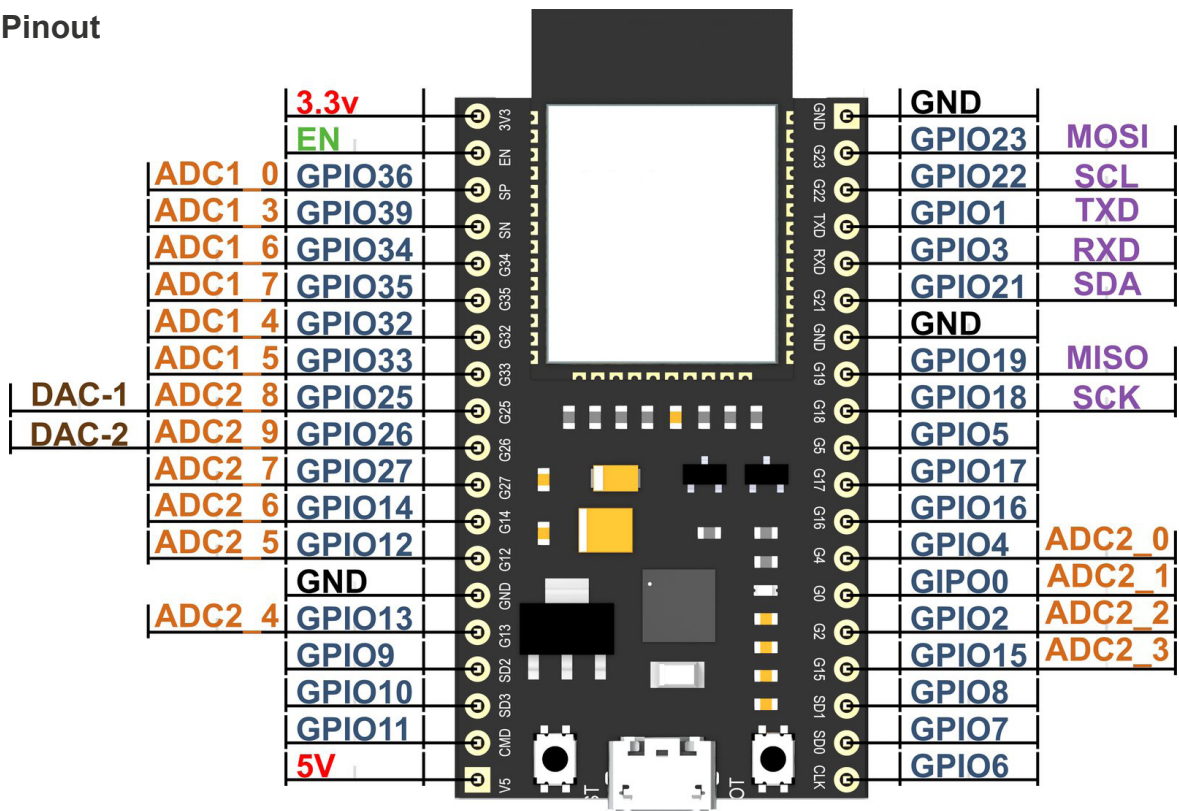 Pinout
3.3v 3V3 GND GND
EN EN G23 GPIO23 MOSI
ADC1_0 GPIO36 SP G22 GPIO22 SCL
ADC1_3 GPIO39 SN TXD GPIO1 TXD
ADC1_6 GPIO34 G34 RXD GPIO3 RXD
ADC1_7 GPIO35 G35 G21 GPIO21 SDA
ADC1_4 GPIO32 G32 GND GND
ADC1_5 GPIO33 G33 G19 GPIO19 MISO
DAC-1 ADC2_8 GPIO25 G25 G18 GPIO18 SCK
DAC-2 ADC2_9 GPIO26 G26 G5 GPIO5
ADC2_7 GPIO27 G27 G17 GPIO17
ADC2_6 GPIO14 G14 G16 GPIO16
ADC2_5 GPIO12 G12 G4 GPIO4 ADC2_0
GND GND G0 GIPO0 ADC2_1
ADC2_4 GPIO13 G13 G2 GPIO2 ADC2_2
GPIO9 SD2 G15 GPIO15 ADC2_3
GPIO10 SD3 SD1 GPIO8
GPIO11 CMD SD0 GPIO7
5V V5 CLK GPIO6